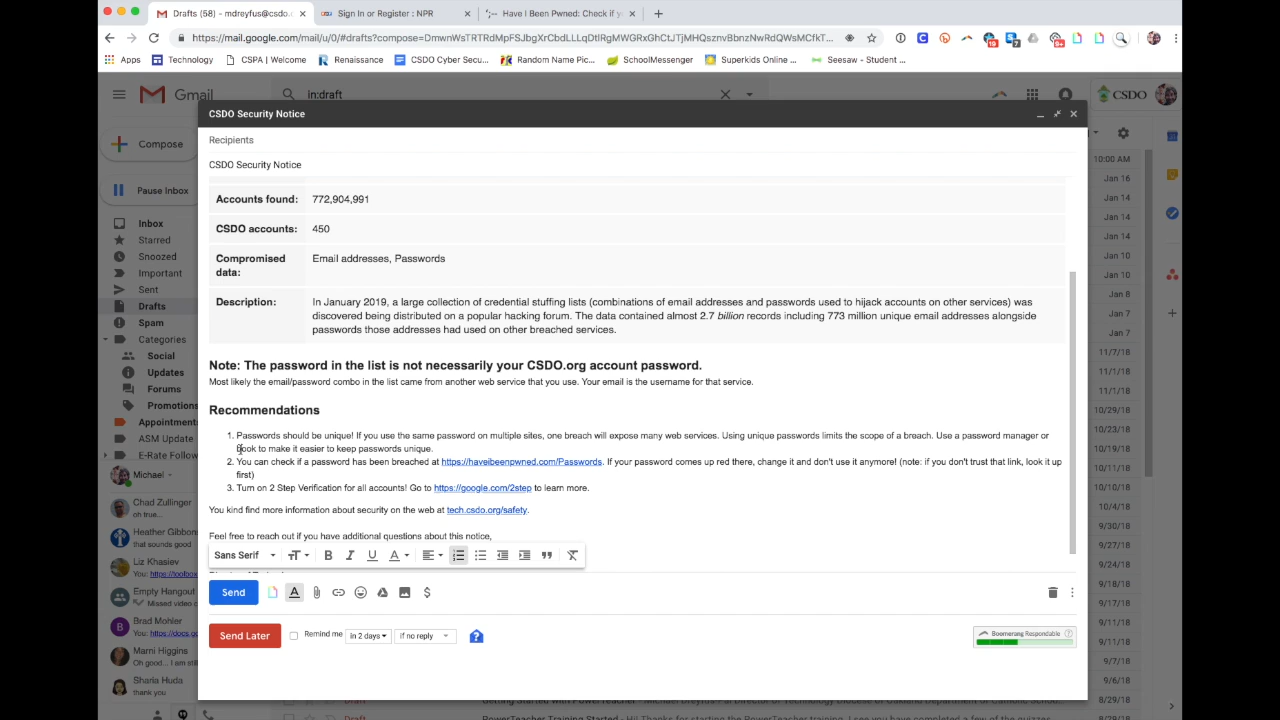 Drafts (58) - mdreyfus@csdo.
Sign In or Register : NPR
Have I Been Pwned: Check if y
https://mail.google.com/mail/u/0/#drafts?compose=
Apps
Technology
CSPA | Welcome
Renaissance
CSDO Cyber Secu...
Random Name Pic...
SchoolMessenger
Superkids Online ...
Seesaw - Student ...
Gmail
in:draft
CSDO
Compose
Pause Inbox
Inbox
Starred
Snoozed
Important
Sent
Drafts
Spam
Categories
Social
Updates
Forums
Promotions
Appointment
ASM Update
E-Rate Follow
Michael
Chad Zullinger
oh true...
Heather Gibbon
that sounds good
Liz Khasiev
You: https://toolbox
Empty Hangout
Missed video c
Brad Mohler
You: https://docs.go
Marni Higgins
Oh good... I am still
Sharia Huda
thank you
CSDO Security Notice
Recipients
CSDO Security Notice
Accounts found: 772,904,991
CSDO accounts: 450
Compromised data: Email addresses, Passwords
Description: In January 2019, a large collection of credential stuffing lists (combinations of email addresses and passwords used to hijack accounts on other services) was
discovered being distributed on a popular hacking forum. The data contained almost 2.7 billion records including 773 million unique email addresses alongside
passwords those addresses had used on other breached services.
Note: The password in the list is not necessarily your CSDO.org account password.
Most likely the email/password combo in the list came from another web service that you use. Your email is the username for that service.
Recommendations
1. Passwords should be unique! If you use the same password on multiple sites, one breach will expose many web services. Using unique passwords limits the scope of a breach. Use a password manager or
book to make it easier to keep passwords unique.
2. You can check if a password has been breached at https://haveibeenpwned.com/Passwords. If your password comes up red there, change it and don't use it anymore! (note: if you don't trust that link, look it up
first)
3. Turn on 2 Step Verification for all accounts! Go to https://google.com/2step to learn more.
You kind find more information about security on the web at tech.csdo.org/safety.
Feel free to reach out if you have additional questions about this notice,
Sans Serif
Send
Send Later
Remind me
in 2 days
if no reply
Boomerang Respondable
10:00 AM
Jan 16
Jan 14
Jan 14
Jan 14
Jan 10
Jan 10
Jan 8
Jan 7
Jan 7
11/7/18
11/1/18
11/1/18
10/29/18
10/23/18
10/19/18
10/11/18
10/10/18
9/30/18
9/27/18
9/24/18
9/18/18
9/17/18
9/11/18
9/7/18
9/6/18
8/29/18
8/29/18
Draft
Draft